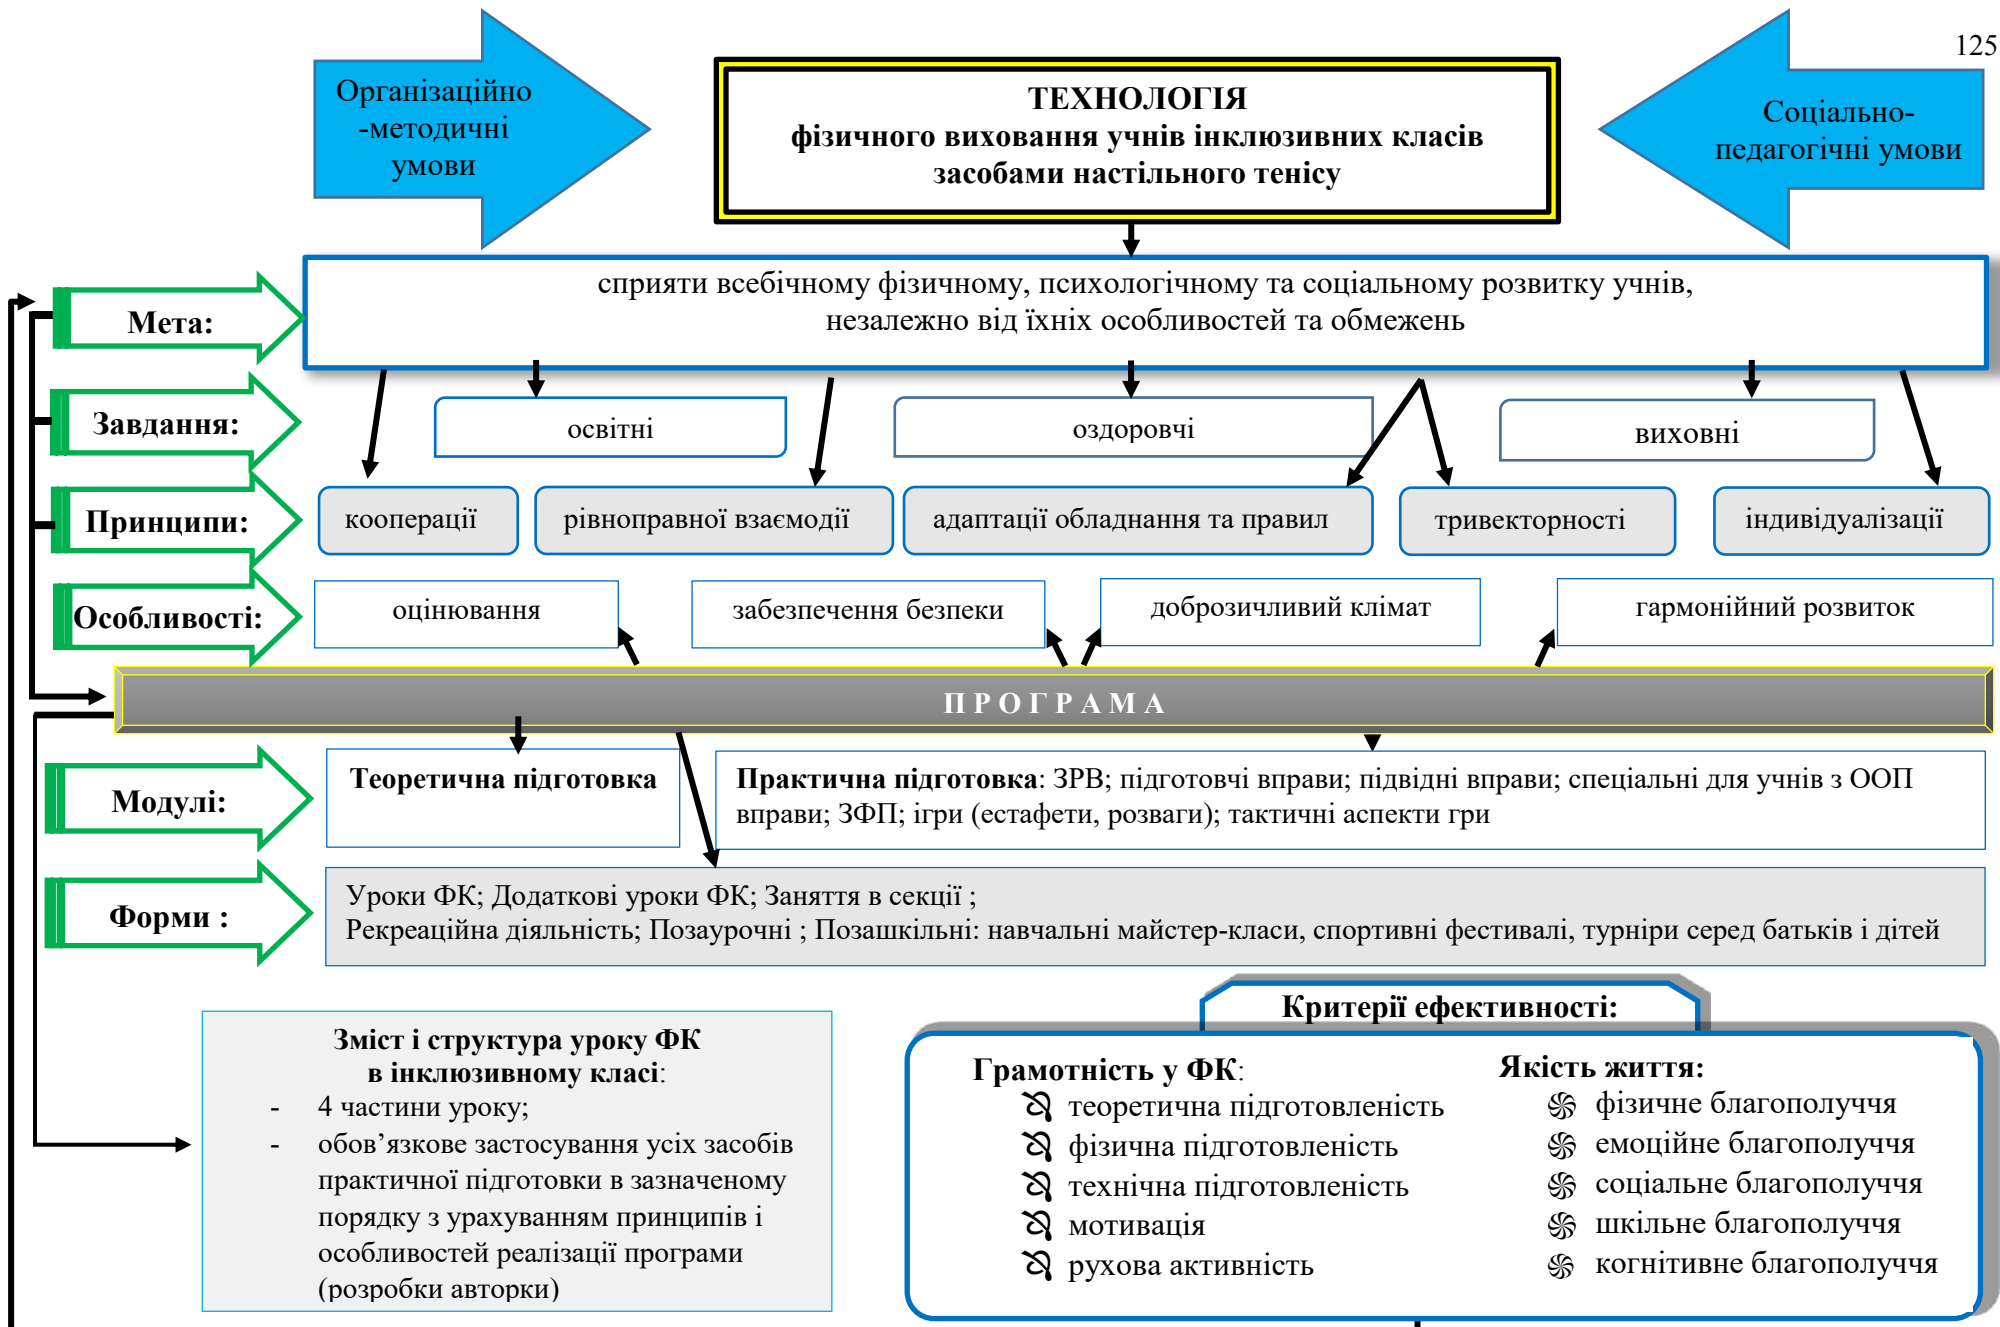 125
Організаційно
-методичні
умови
ТЕХНОЛОГІЯ
фізичного виховання учнів інклюзивних класів
засобами настільного тенісу
Соціально-
педагогічні умови
Мета:
сприяти всебічному фізичному, психологічному та соціальному розвитку учнів,
незалежно від їхніх особливостей та обмежень
Завдання:
освітні
оздоровчі
виховні
Принципи:
кооперації
рівноправної взаємодії
адаптації обладнання та правил
тривекторності
індивідуалізації
Особливості:
оцінювання
забезпечення безпеки
доброзичливий клімат
гармонійний розвиток
П Р О Г Р А М А
Модулі:
Теоретична підготовка
Практична підготовка: ЗРВ; підготовчі вправи; підвідні вправи; спеціальні для учнів з ООП
вправи; ЗФП; ігри (естафети, розваги); тактичні аспекти гри
Форми :
Уроки ФК; Додаткові уроки ФК; Заняття в секції ;
Рекреаційна діяльність; Позаурочні ; Позашкільні: навчальні майстер-класи, спортивні фестивалі, турніри серед батьків і дітей
Зміст і структура уроку ФК
в інклюзивному класі:
- 4 частини уроку;
- обов’язкове застосування усіх засобів
практичної підготовки в зазначеному
порядку з урахуванням принципів і
особливостей реалізації програми
(розробки авторки)
Критерії ефективності:
Грамотність у ФК:
теоретична підготовленість
фізична підготовленість
технічна підготовленість
мотивація
рухова активність
Якість життя:
фізичне благополуччя
емоційне благополуччя
соціальне благополуччя
шкільне благополуччя
когнітивне благополуччя